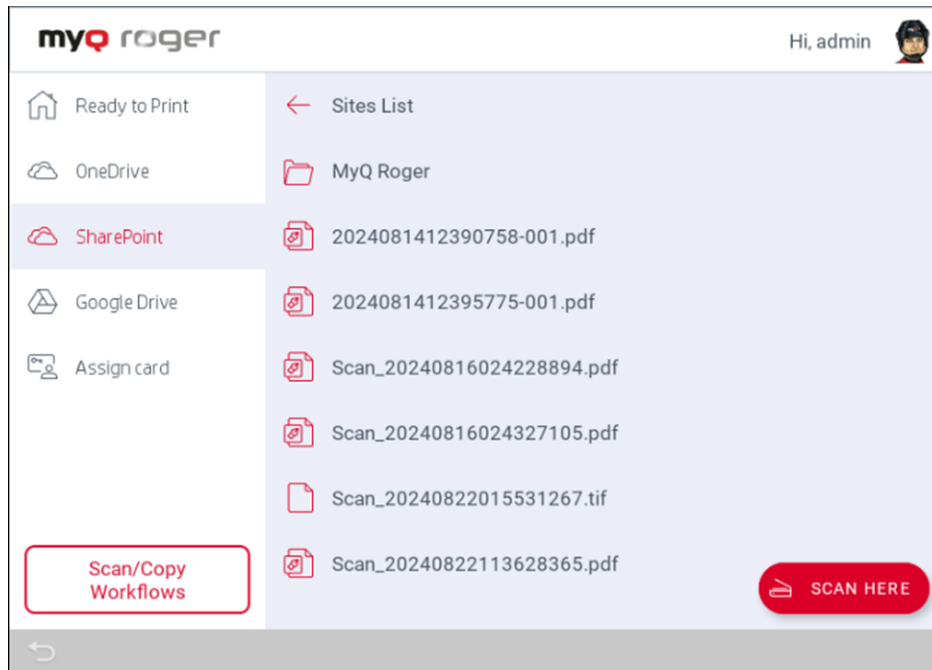 myQ roger
Hi, admin
Ready to Print
OneDrive
SharePoint
Google Drive
Assign card
Scan/Copy
Workflows
Sites List
MyQ Roger
2024081412390758-001.pdf
2024081412395775-001.pdf
Scan_20240816024228894.pdf
Scan_20240816024327105.pdf
Scan_20240822015531267.tif
Scan_20240822113628365.pdf
SCAN HERE